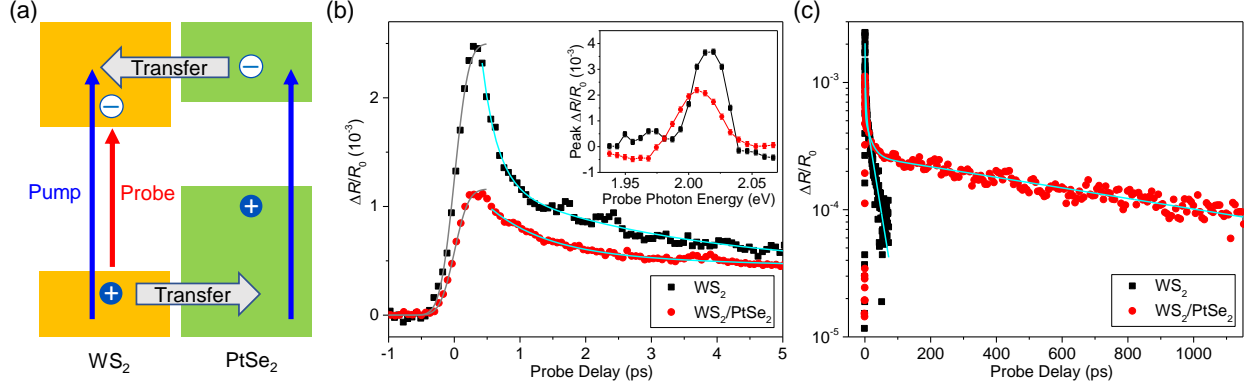 (a)
Transfer
−
−
Pump
Probe
+
+
Transfer
WS₂
PtSe₂
(b)
ΔR/R₀ (10⁻³)
2
1
0
-1
0
1
2
3
4
5
Probe Delay (ps)
WS₂
WS₂/PtSe₂
Peak ΔR/R₀ (10⁻³)
4
3
2
1
0
-1
1.95
2.00
2.05
Probe Photon Energy (eV)
(c)
ΔR/R₀
10⁻³
10⁻⁴
10⁻⁵
0
200
400
600
800
1000
Probe Delay (ps)
WS₂
WS₂/PtSe₂